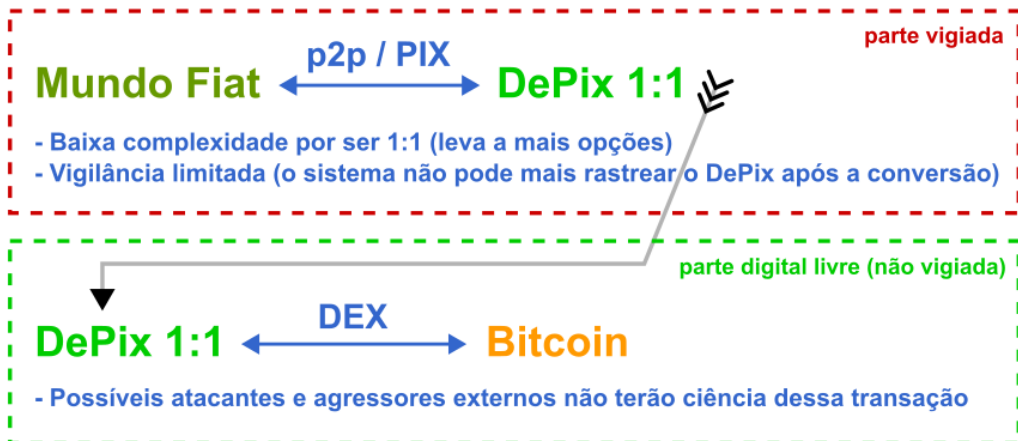 parte vigiada
Mundo Fiat p2p / PIX DePix 1:1
- Baixa complexidade por ser 1:1 (leva a mais opções)
- Vigilância limitada (o sistema não pode mais rastrear o DePix após a conversão)
parte digital livre (não vigiada)
DePix 1:1 DEX Bitcoin
- Possíveis atacantes e agressores externos não terão ciência dessa transação